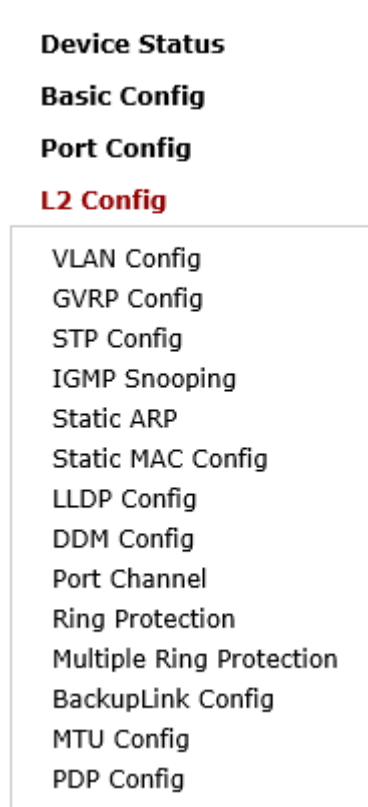 Device Status
Basic Config
Port Config
L2 Config
VLAN Config
GVRP Config
STP Config
IGMP Snooping
Static ARP
Static MAC Config
LLDP Config
DDM Config
Port Channel
Ring Protection
Multiple Ring Protection
BackupLink Config
MTU Config
PDP Config